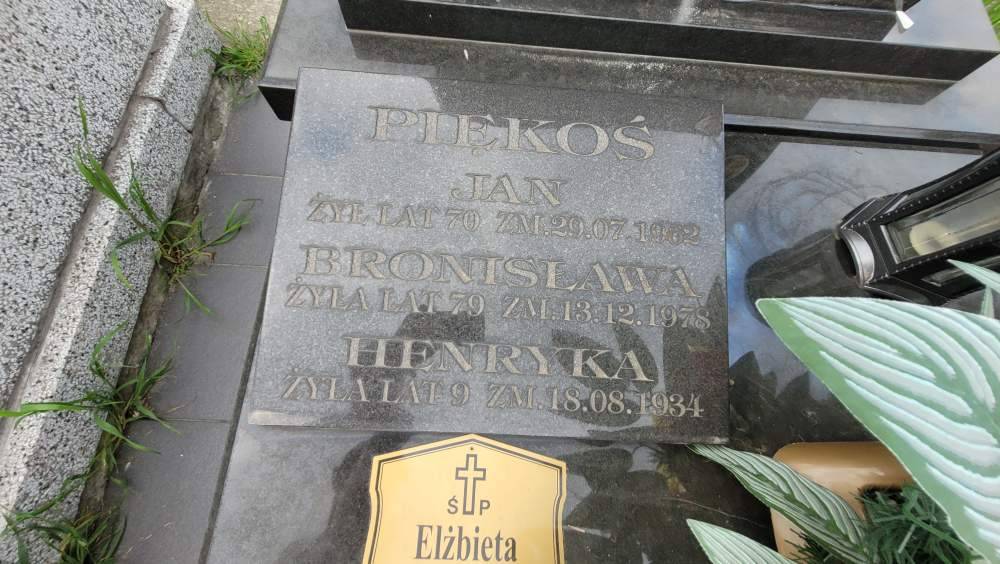 PIĘKOŚ
JAN
ŻYŁ LAT 70 ZM.29.07.1962
BRONISŁAWA
ŻYŁA LAT 79 ZM.13.12.1978
HENRYKA
ŻYŁA LAT 9 ZM.18.08.1934
Ś P
Elżbieta